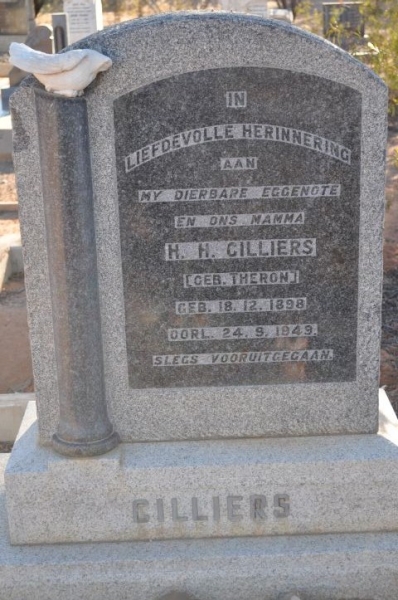 IN
LIEFDEVOLLE HERINNERING
AAN
MY DIERBARE EGGENOTE
EN ONS MAMMA
H. H. CILLIERS
[GEB. THERON]
GEB. 18. 12. 1898
OORL. 24. 9. 1949.
SLEGS VOORUITGEGAAN.
CILLIERS